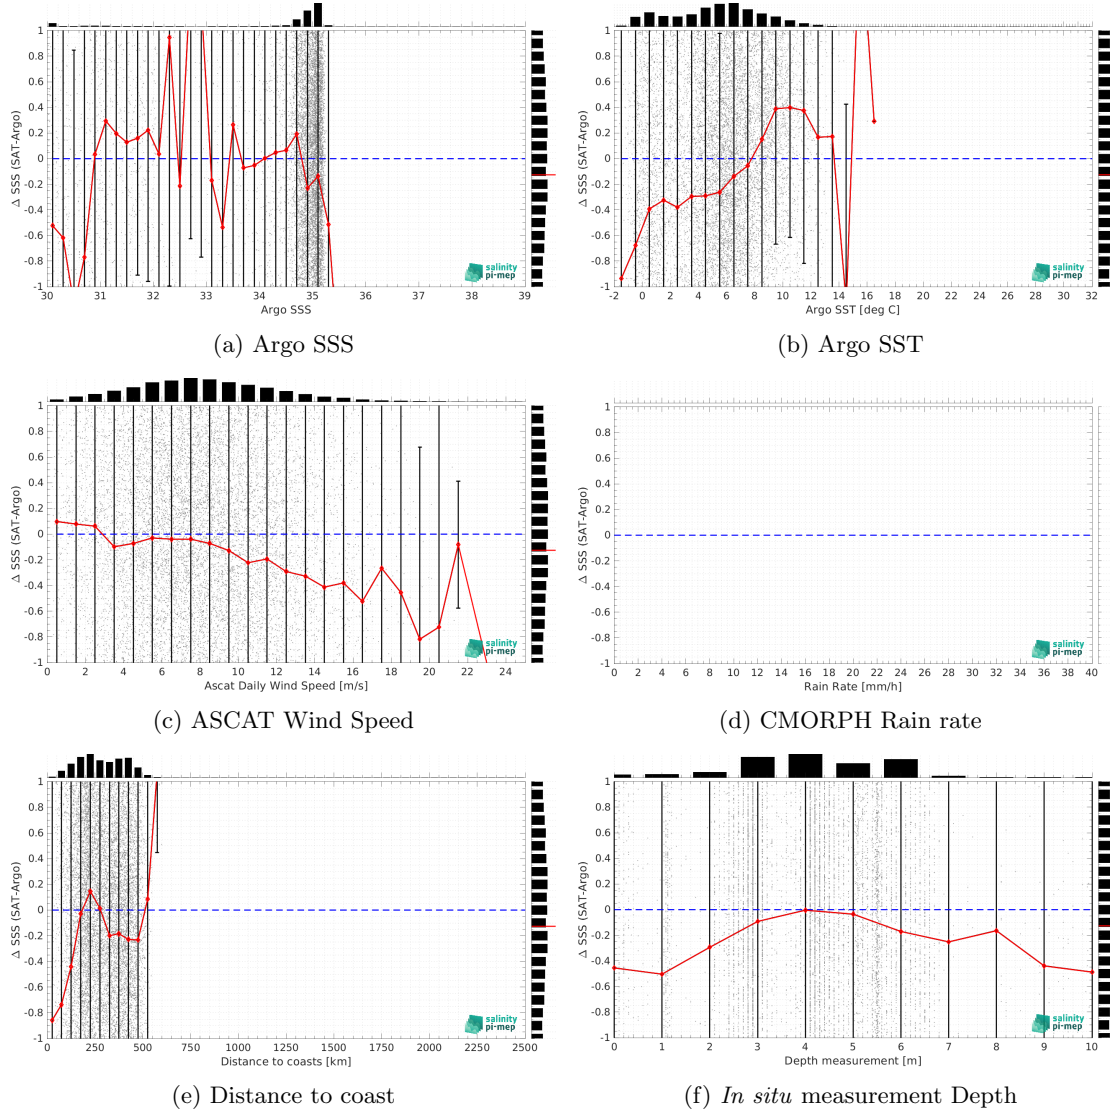 1
0.8
0.6
0.4
0.2
0
-0.2
-0.4
-0.6
-0.8
-1
Δ SSS (SAT-Argo)
30 31 32 33 34 35 36 37 38 39
Argo SSS
salinity
pi-mep
(a) Argo SSS
1
0.8
0.6
0.4
0.2
0
-0.2
-0.4
-0.6
-0.8
-1
Δ SSS (SAT-Argo)
-2 0 2 4 6 8 10 12 14 16 18 20 22 24 26 28 30 32
Argo SST [deg C]
salinity
pi-mep
(b) Argo SST
1
0.8
0.6
0.4
0.2
0
-0.2
-0.4
-0.6
-0.8
-1
Δ SSS (SAT-Argo)
0 2 4 6 8 10 12 14 16 18 20 22 24
Ascat Daily Wind Speed [m/s]
salinity
pi-mep
(c) ASCAT Wind Speed
1
0.8
0.6
0.4
0.2
0
-0.2
-0.4
-0.6
-0.8
-1
Δ SSS (SAT-Argo)
0 2 4 6 8 10 12 14 16 18 20 22 24 26 28 30 32 34 36 38 40
Rain Rate [mm/h]
salinity
pi-mep
(d) CMORPH Rain rate
1
0.8
0.6
0.4
0.2
0
-0.2
-0.4
-0.6
-0.8
-1
Δ SSS (SAT-Argo)
0 250 500 750 1000 1250 1500 1750 2000 2250 2500
Distance to coasts [km]
salinity
pi-mep
(e) Distance to coast
1
0.8
0.6
0.4
0.2
0
-0.2
-0.4
-0.6
-0.8
-1
Δ SSS (SAT-Argo)
0 1 2 3 4 5 6 7 8 9 10
Depth measurement [m]
salinity
pi-mep
(f) In situ measurement Depth